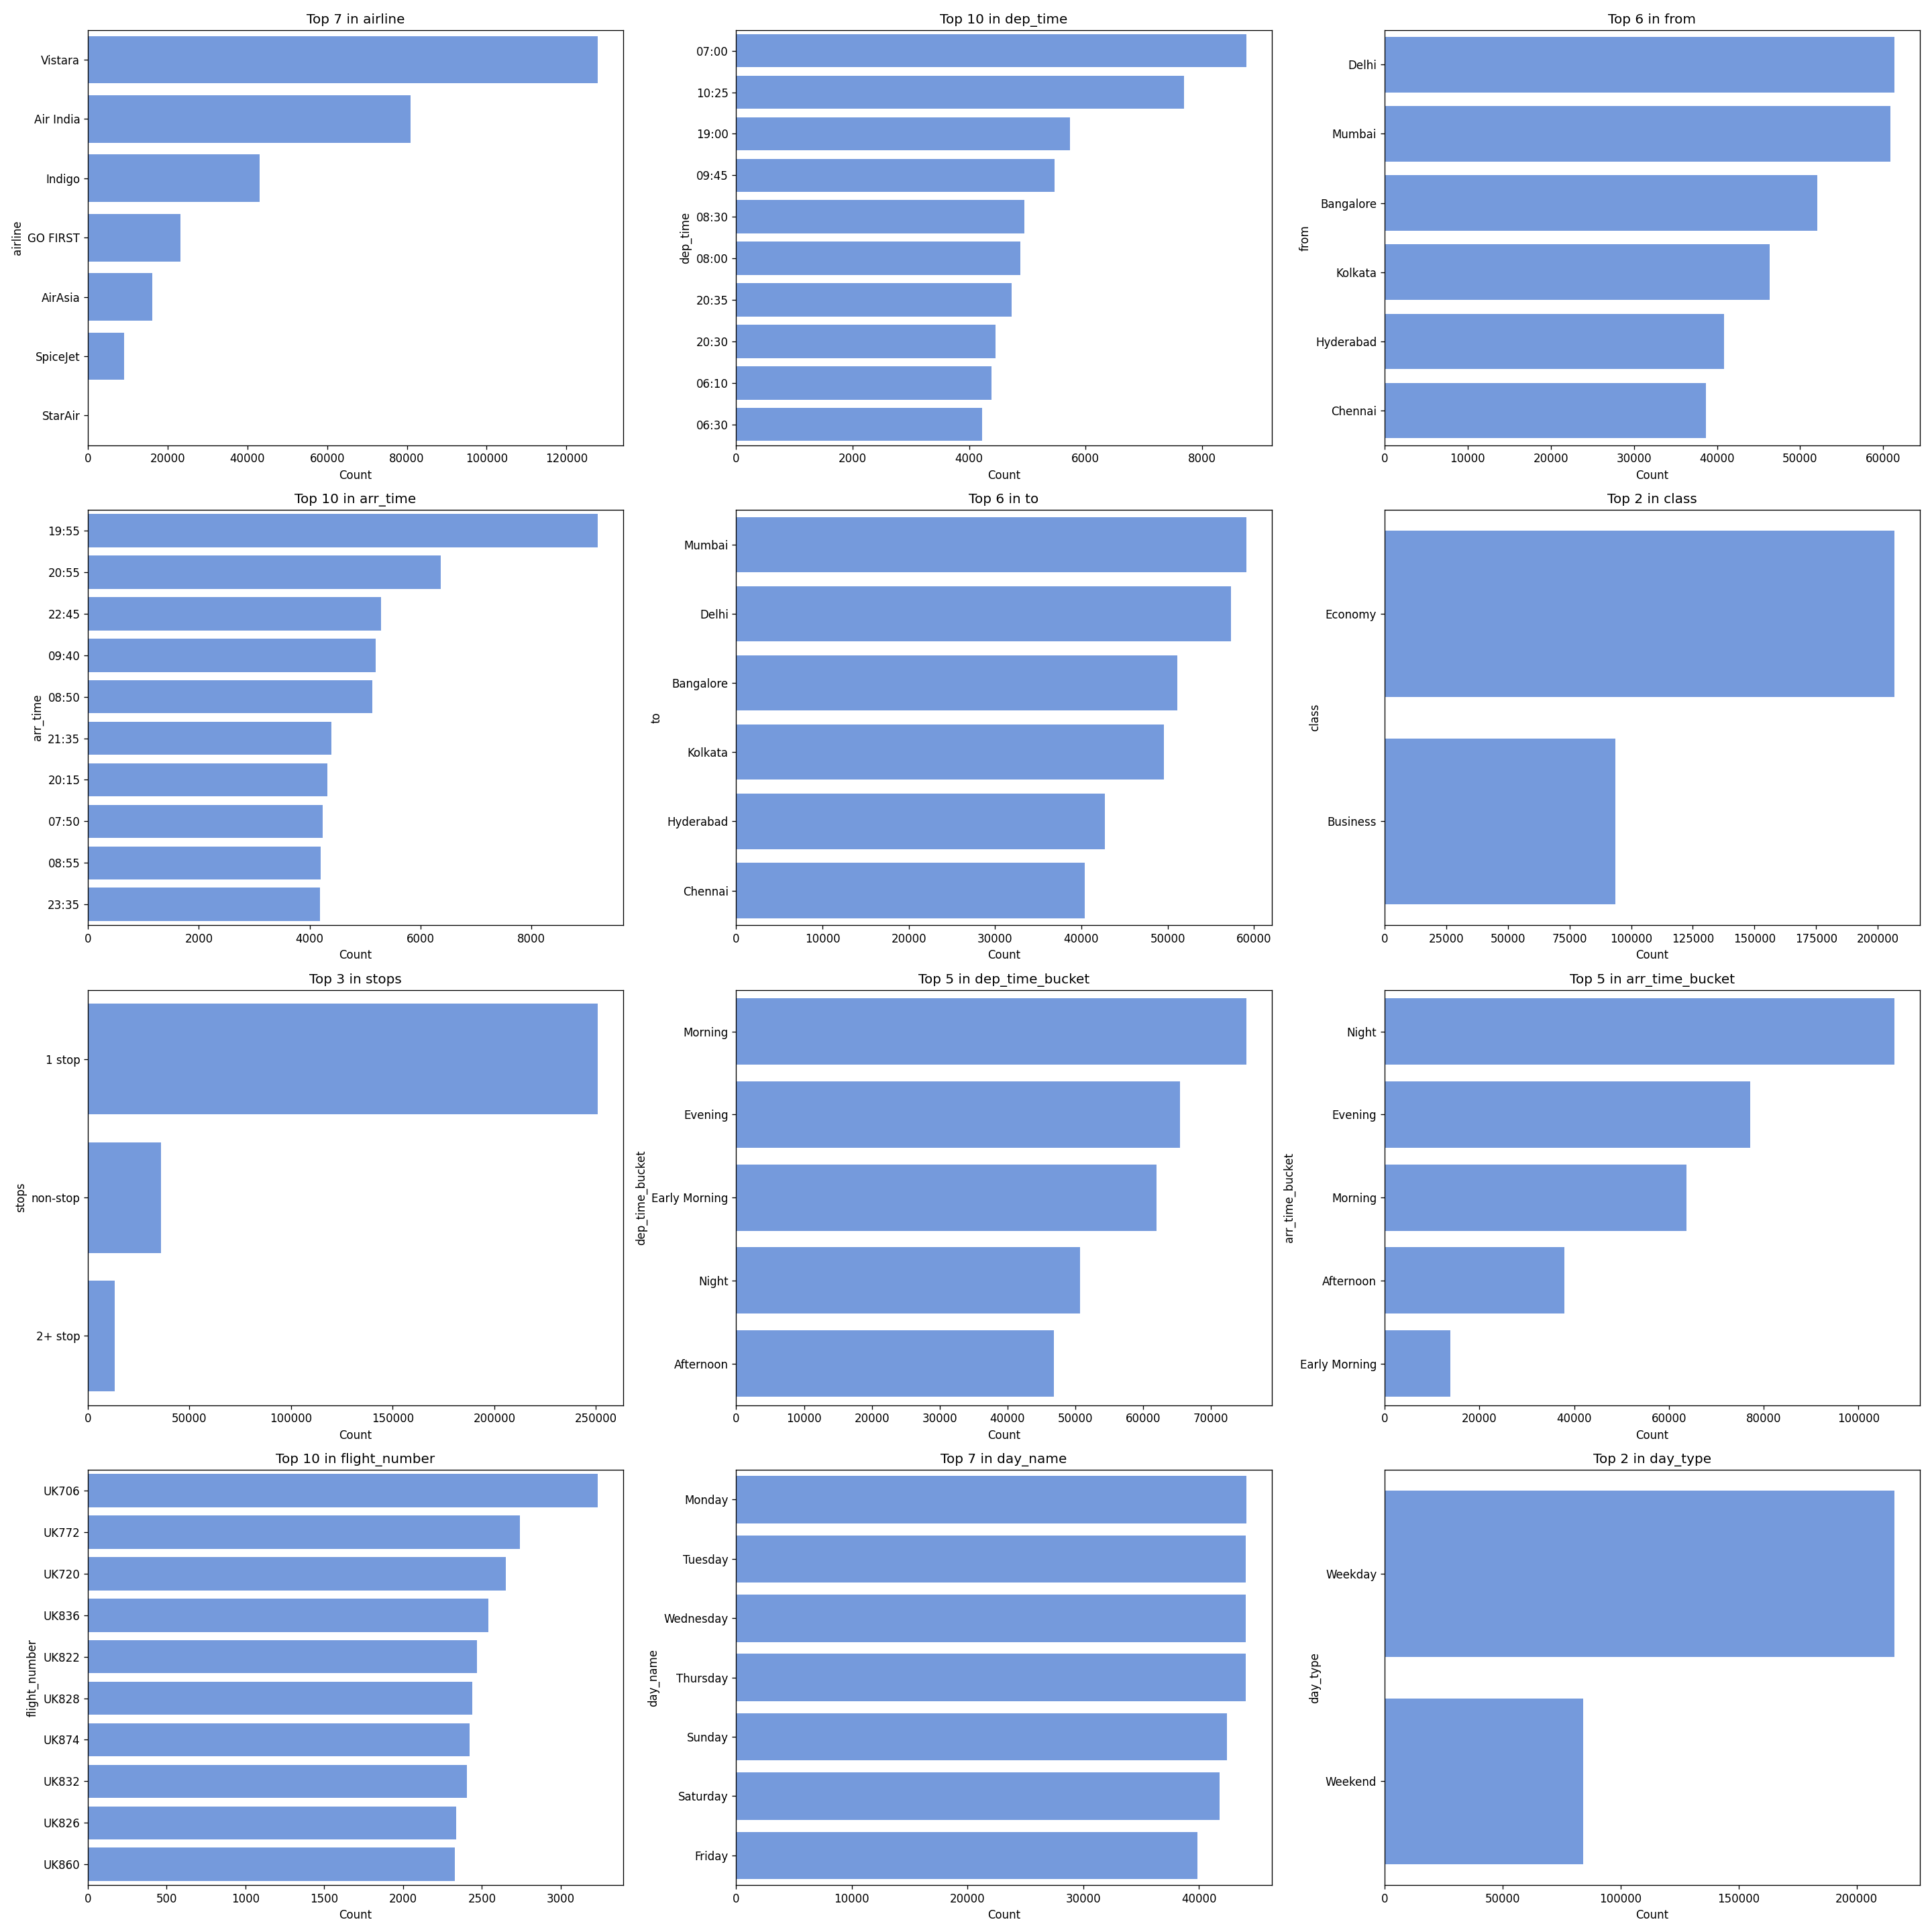 Top 7 in airline
airline
Vistara
Air India
Indigo
GO FIRST
AirAsia
SpiceJet
StarAir
0 20000 40000 60000 80000 100000 120000
Count
Top 10 in dep_time
dep_time
07:00
10:25
19:00
09:45
08:30
08:00
20:35
20:30
06:10
06:30
0 2000 4000 6000 8000
Count
Top 6 in from
from
Delhi
Mumbai
Bangalore
Kolkata
Hyderabad
Chennai
0 10000 20000 30000 40000 50000 60000
Count
Top 10 in arr_time
arr_time
19:55
20:55
22:45
09:40
08:50
21:35
20:15
07:50
08:55
23:35
0 2000 4000 6000 8000
Count
Top 6 in to
to
Mumbai
Delhi
Bangalore
Kolkata
Hyderabad
Chennai
0 10000 20000 30000 40000 50000 60000
Count
Top 2 in class
class
Economy
Business
0 25000 50000 75000 100000 125000 150000 175000 200000
Count
Top 3 in stops
stops
1 stop
non-stop
2+ stop
0 50000 100000 150000 200000 250000
Count
Top 5 in dep_time_bucket
dep_time_bucket
Morning
Evening
Early Morning
Night
Afternoon
0 10000 20000 30000 40000 50000 60000 70000
Count
Top 5 in arr_time_bucket
arr_time_bucket
Night
Evening
Morning
Afternoon
Early Morning
0 20000 40000 60000 80000 100000
Count
Top 10 in flight_number
flight_number
UK706
UK772
UK720
UK836
UK822
UK828
UK874
UK832
UK826
UK860
0 500 1000 1500 2000 2500 3000
Count
Top 7 in day_name
day_name
Monday
Tuesday
Wednesday
Thursday
Sunday
Saturday
Friday
0 10000 20000 30000 40000
Count
Top 2 in day_type
day_type
Weekday
Weekend
0 50000 100000 150000 200000
Count